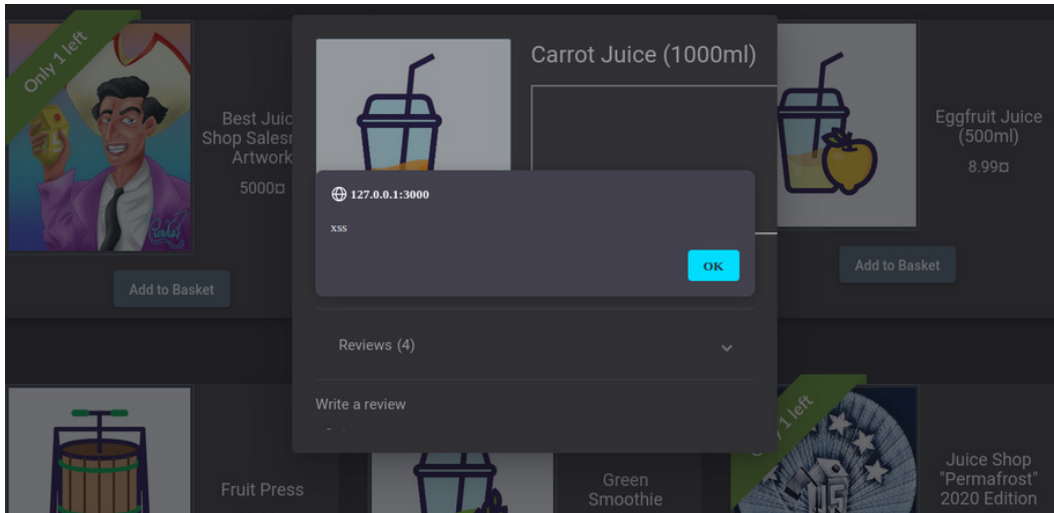 Only 1 left
Best Juic
Shop Salesr
Artwork
5000¤
Add to Basket
Carrot Juice (1000ml)
127.0.0.1:3000
xss
OK
Reviews (4)
Write a review
Eggfruit Juice
(500ml)
8.99¤
Add to Basket
Fruit Press
Green
Smoothie
1 left
Juice Shop
"Permafrost"
2020 Edition